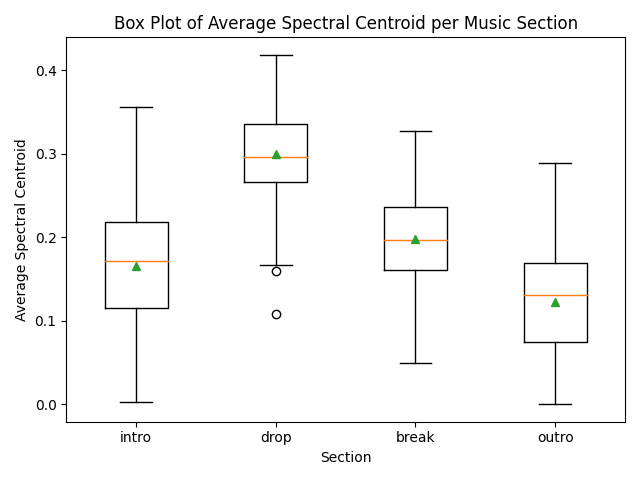 Box Plot of Average Spectral Centroid per Music Section
Average Spectral Centroid
0.4
0.3
0.2
0.1
0.0
intro drop break outro
Section